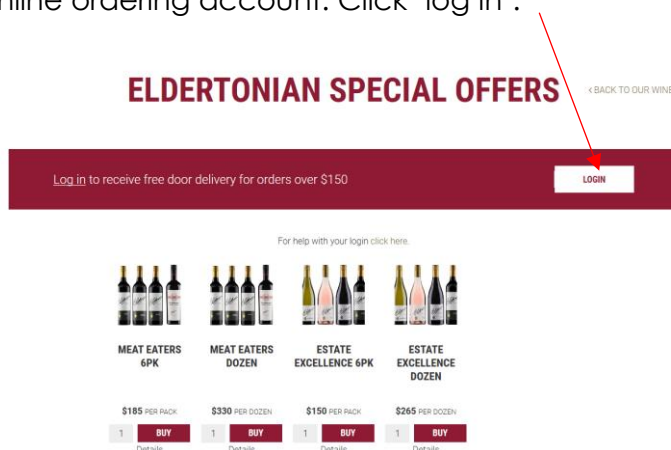 nline ordering account. Click "log in".
ELDERTONIAN SPECIAL OFFERS
‹ BACK TO OUR WINE
Log in to receive free door delivery for orders over $150
LOGIN
For help with your login click here.
MEAT EATERS 6PK
MEAT EATERS DOZEN
ESTATE EXCELLENCE 6PK
ESTATE EXCELLENCE DOZEN
$185 PER PACK
$330 PER DOZEN
$150 PER PACK
$265 PER DOZEN
1 BUY
1 BUY
1 BUY
1 BUY
Details
Details
Details
Details